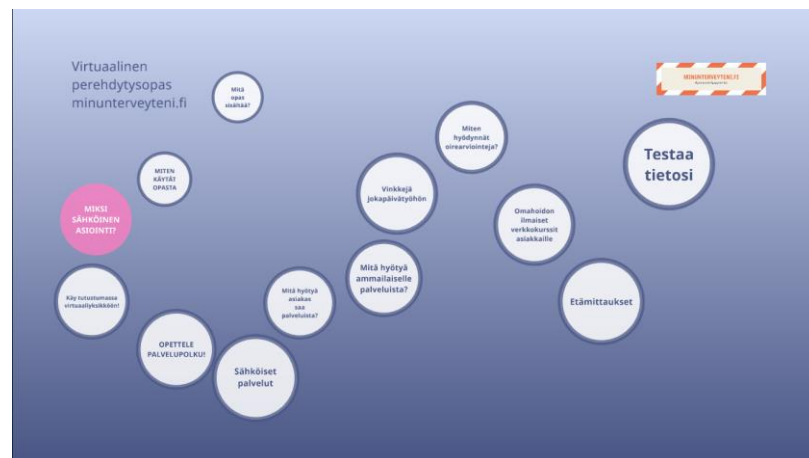 Virtuaalinen
perehdytysopas
minunterveyteni.fi
Mitä
opas
sisältää?
MITEN
KÄYTÄT
OPASTA
MIKSI
SÄHKÖINEN
ASIOINTI?
Käy tutustumassa
virtuaaliyksikköön!
OPETTELE
PALVELUPOLKU!
Sähköiset
palvelut
Mitä hyötyä
asiakas
saa
palveluista?
Mitä hyötyä
ammailaiselle
palveluista?
Vinkkejä
jokapäivätyöhön
Miten
hyödynnät
oirearviointeja?
Omahoidon
ilmaiset
verkkokurssit
asiakkaille
Etämittaukset
Testaa
tietosi
MINUNTERVEYTENI.FI